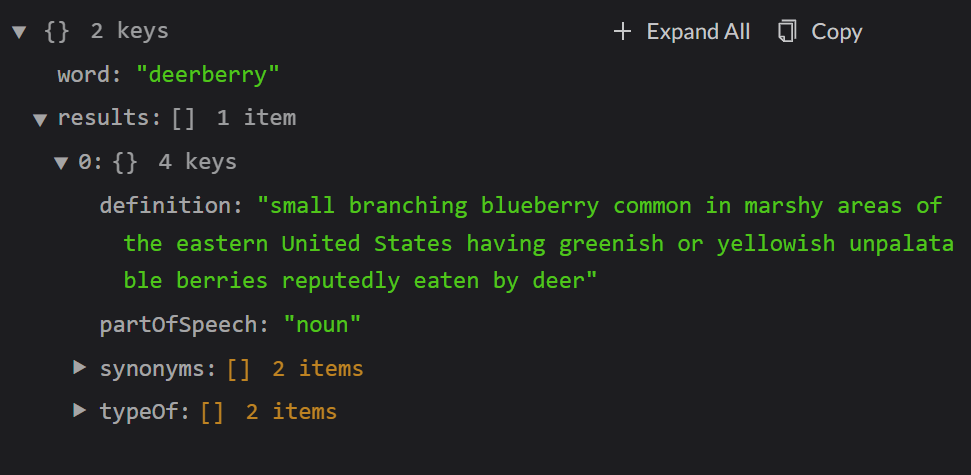 {} 2 keys + Expand All Copy
word: "deerberry"
results: [] 1 item
0: {} 4 keys
definition: "small branching blueberry common in marshy areas of
the eastern United States having greenish or yellowish unpalata
ble berries reputedly eaten by deer"
partOfSpeech: "noun"
synonyms: [] 2 items
typeOf: [] 2 items